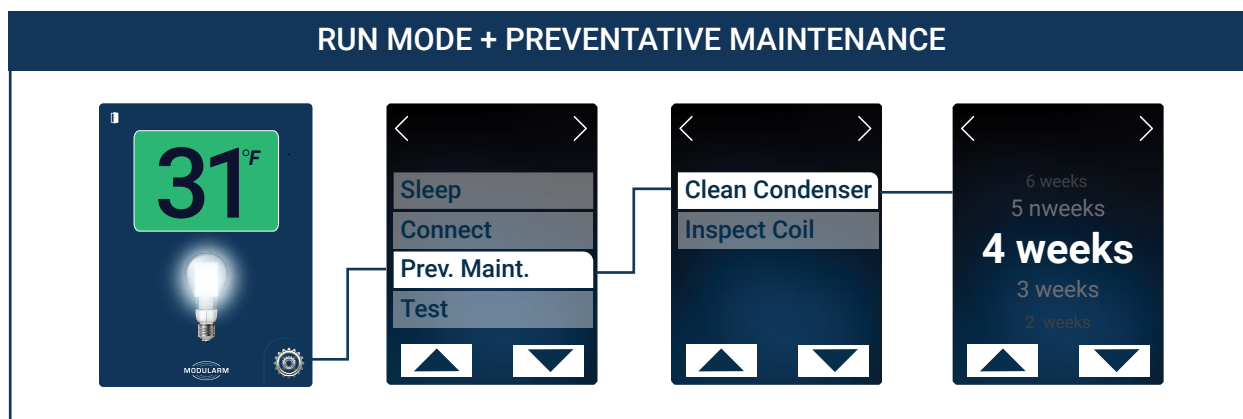 RUN MODE + PREVENTATIVE MAINTENANCE
31°F
MODULARM
Sleep
Connect
Prev. Maint.
Test
Clean Condenser
Inspect Coil
6 weeks
5 nweeks
4 weeks
3 weeks
2 weeks